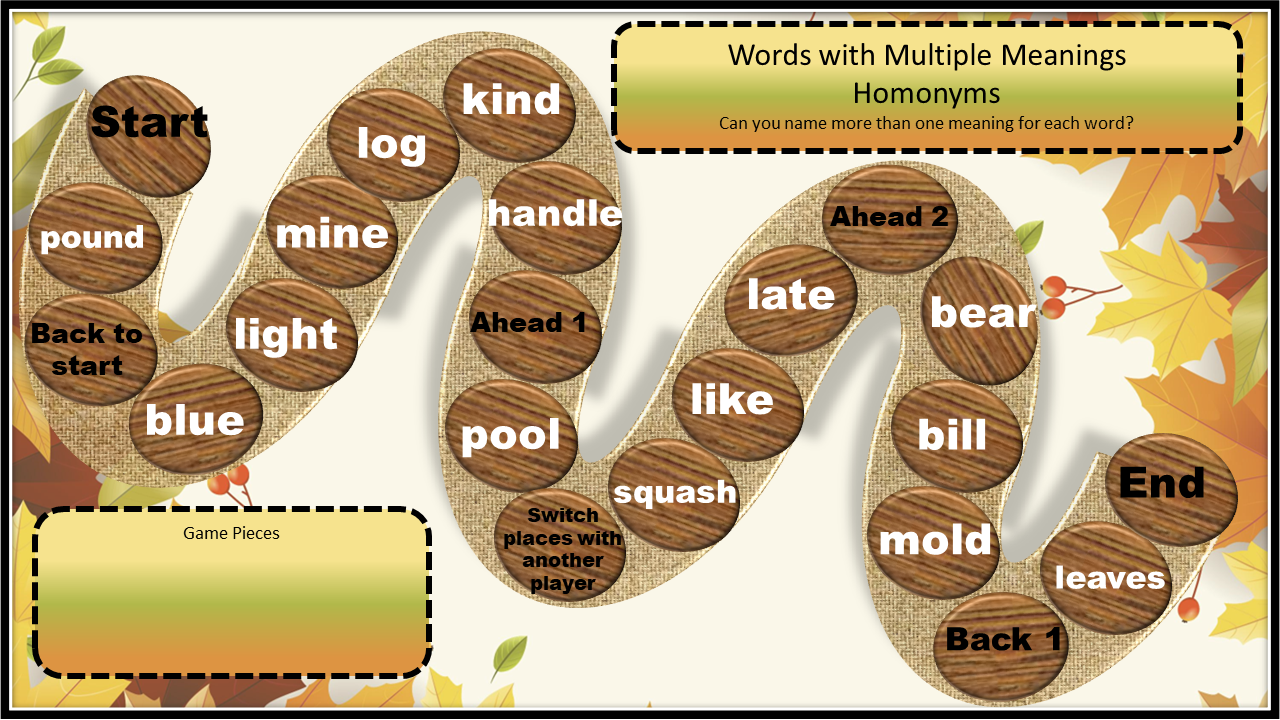 Words with Multiple Meanings
Homonyms
Can you name more than one meaning for each word?
Start
pound
Back to
start
blue
light
mine
log
kind
handle
Ahead 1
pool
Switch
places with
another
player
squash
like
late
Ahead 2
bear
bill
mold
Back 1
leaves
End
Game Pieces